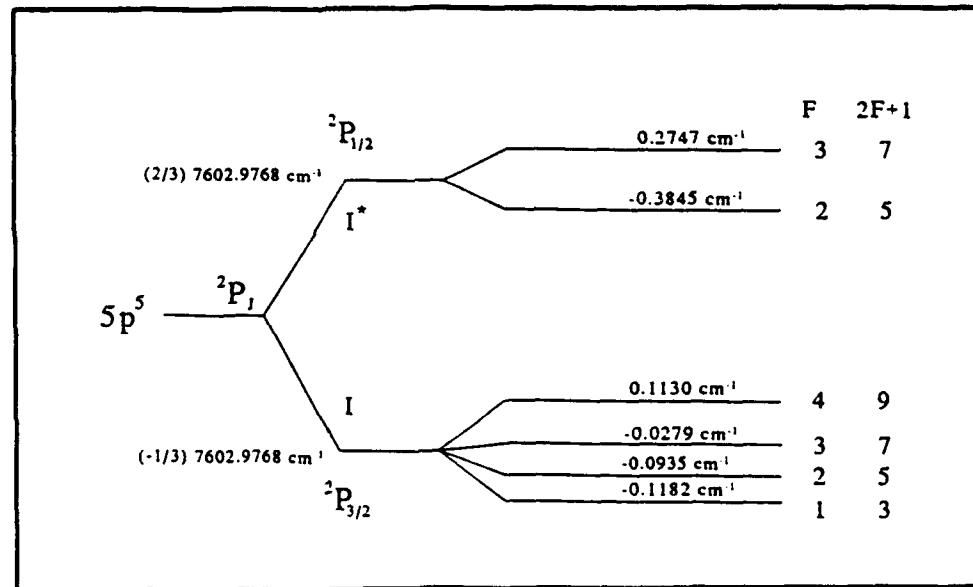 F 2F+1
²P₁/₂
0.2747 cm⁻¹ 3 7
(2/3) 7602.9768 cm⁻¹
-0.3845 cm⁻¹ 2 5
I*
²P_J
5p⁵
I
0.1130 cm⁻¹ 4 9
-0.0279 cm⁻¹ 3 7
(-1/3) 7602.9768 cm⁻¹
-0.0935 cm⁻¹ 2 5
-0.1182 cm⁻¹ 1 3
²P₃/₂